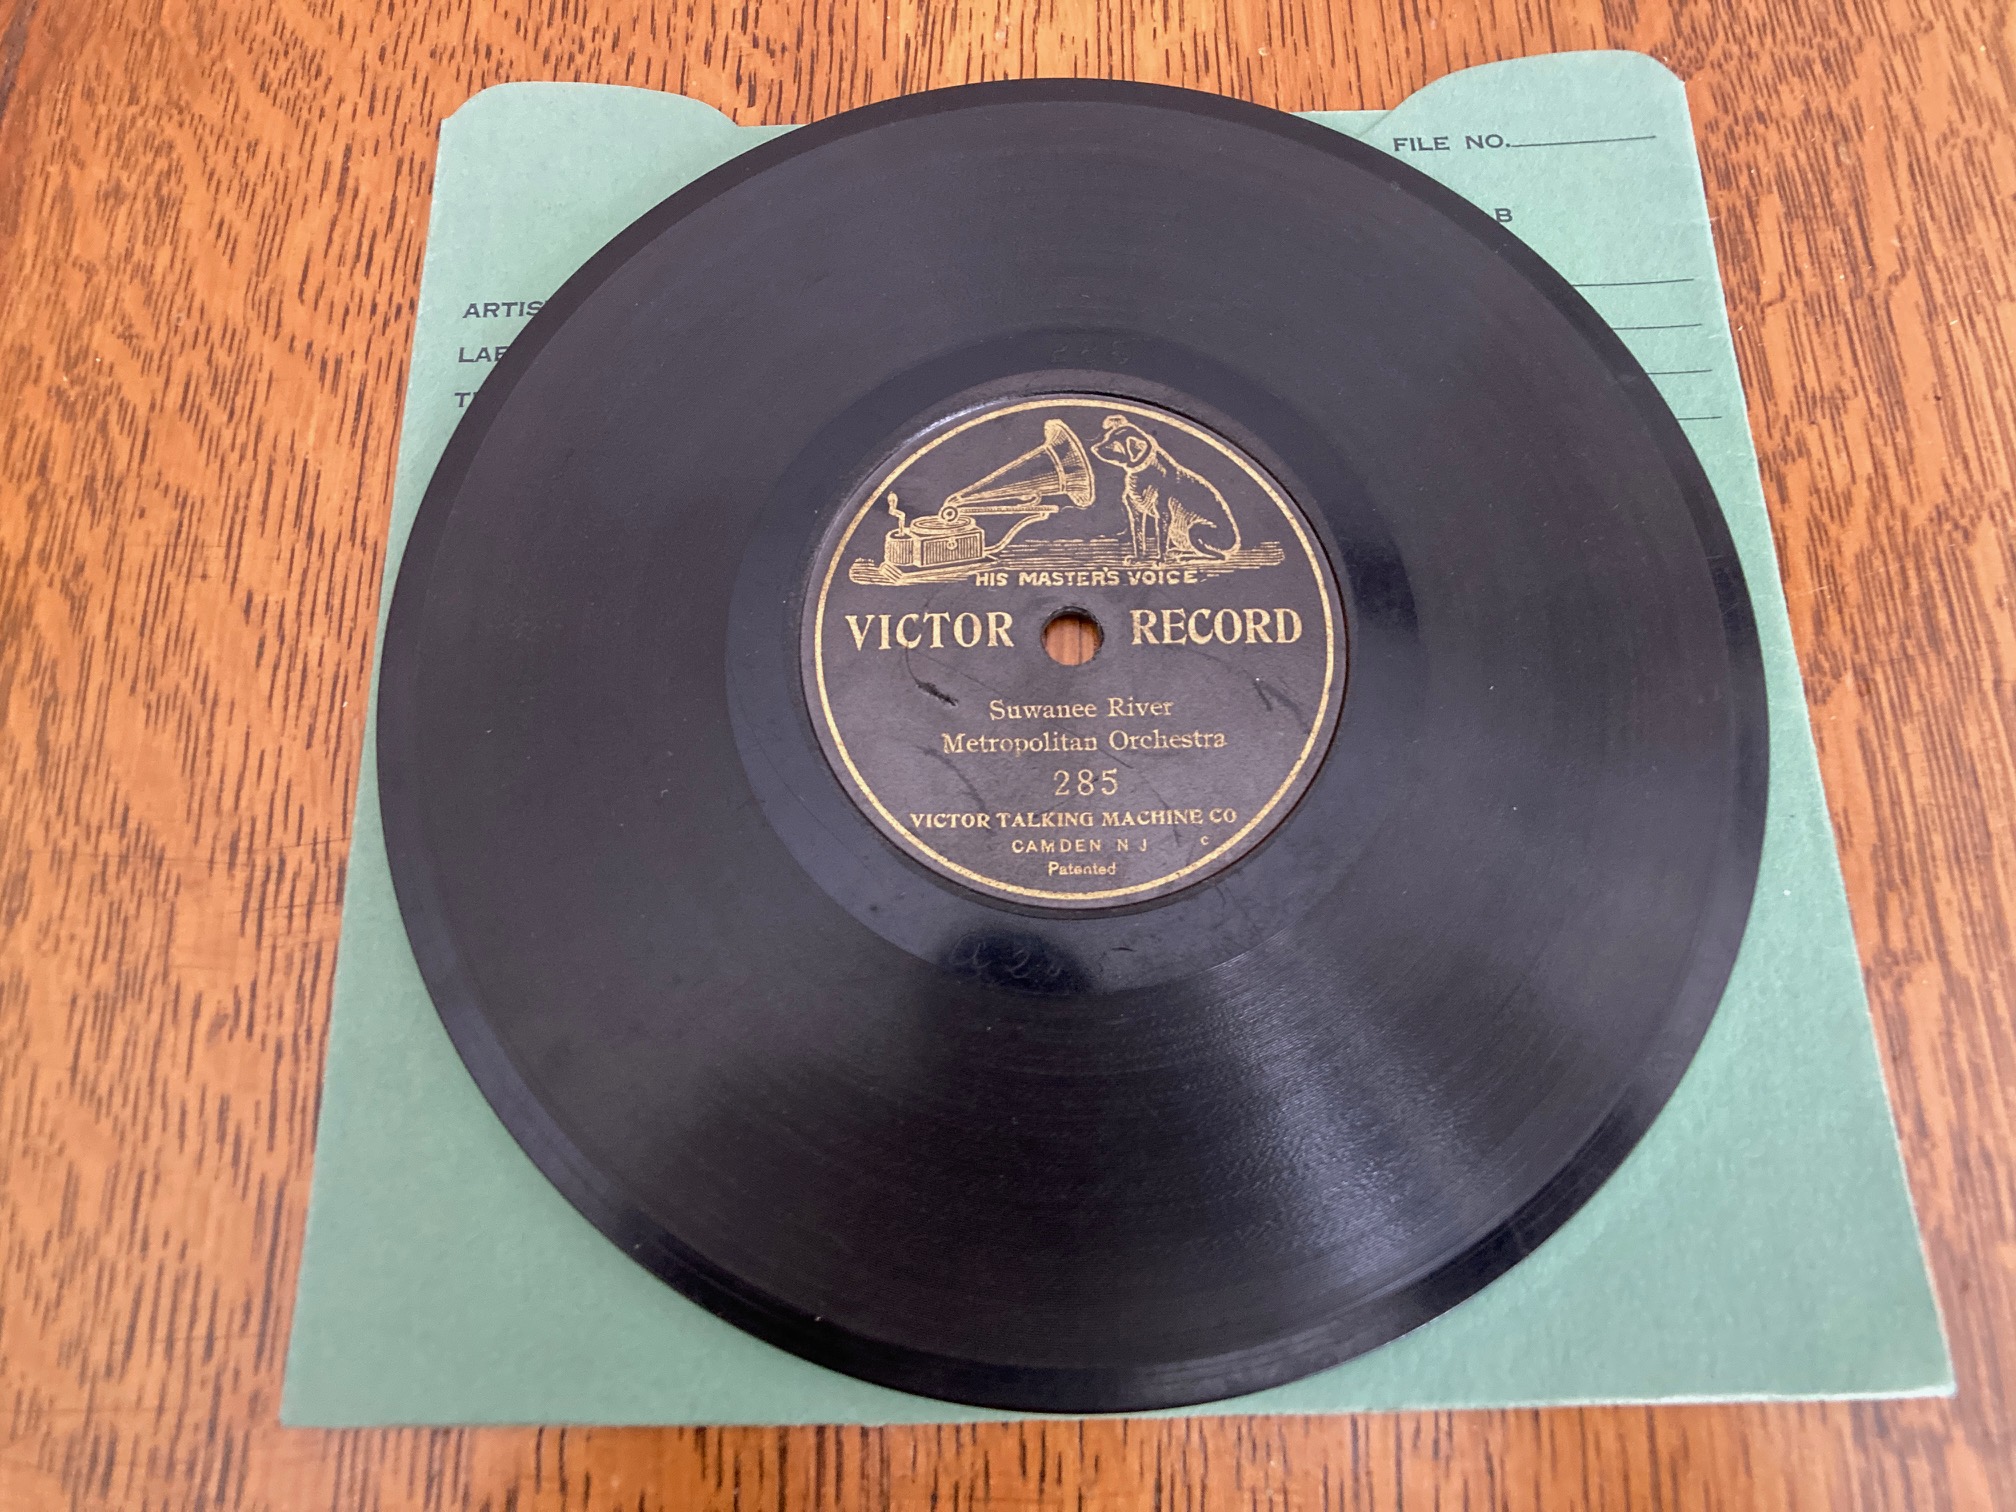 FILE NO.
B
HIS MASTER'S VOICE
VICTOR RECORD
Suwanee River
Metropolitan Orchestra
285
VICTOR TALKING MACHINE CO
CAMDEN N J c
Patented